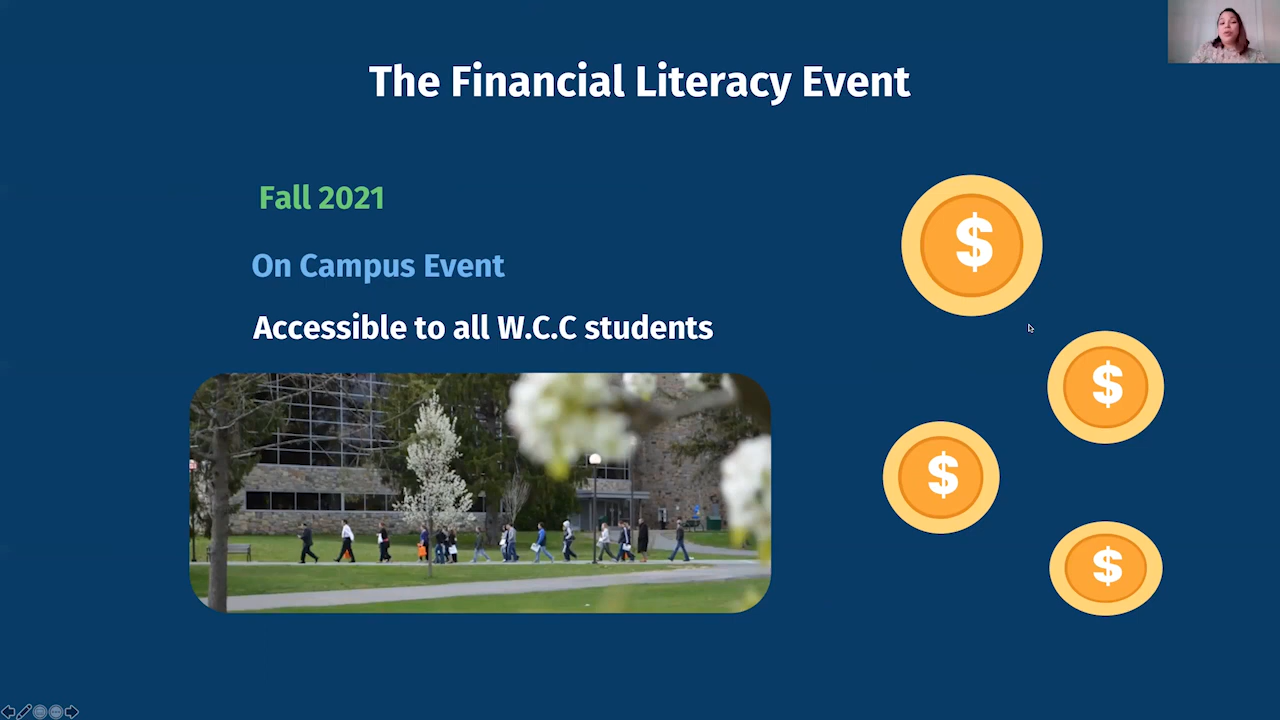 The Financial Literacy Event
Fall 2021
On Campus Event
Accessible to all W.C.C students
$
$
$
$